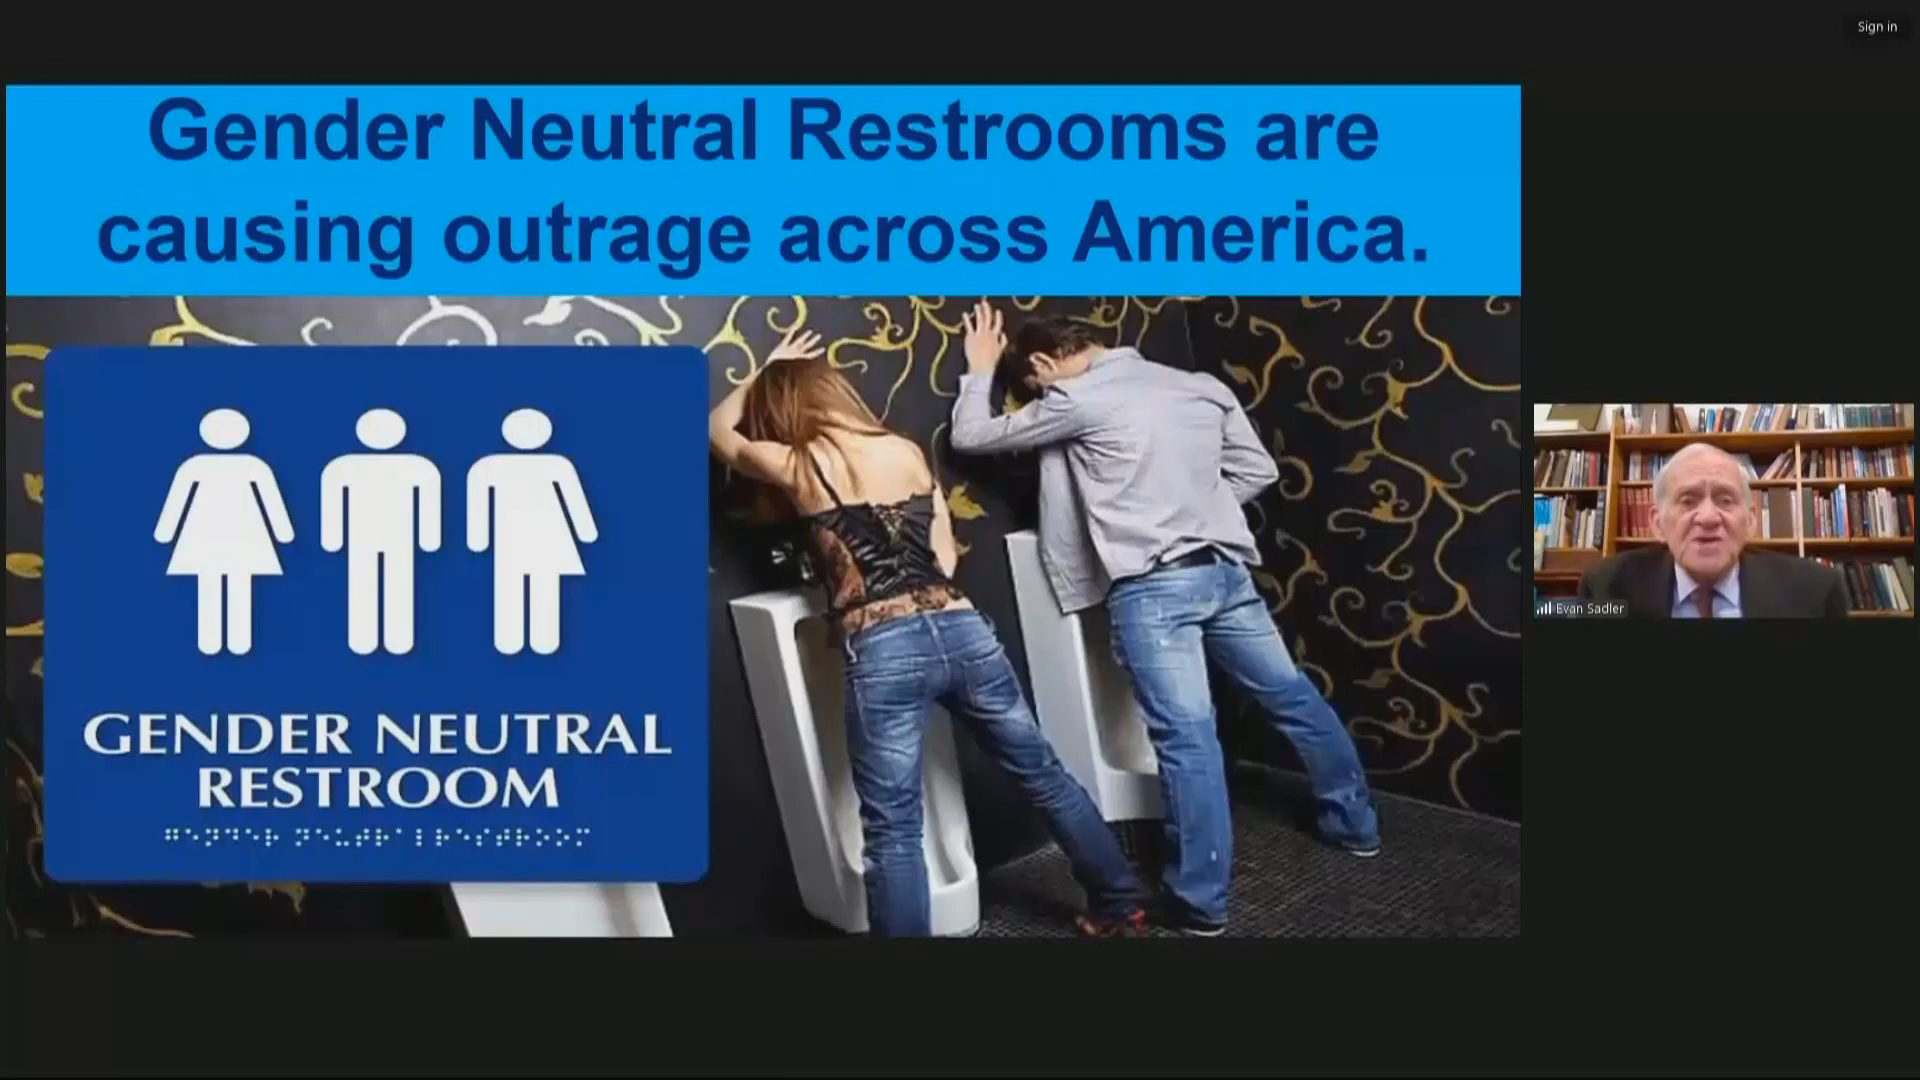 Sign in
Gender Neutral Restrooms are
causing outrage across America.
GENDER NEUTRAL
RESTROOM
Evan Sadler